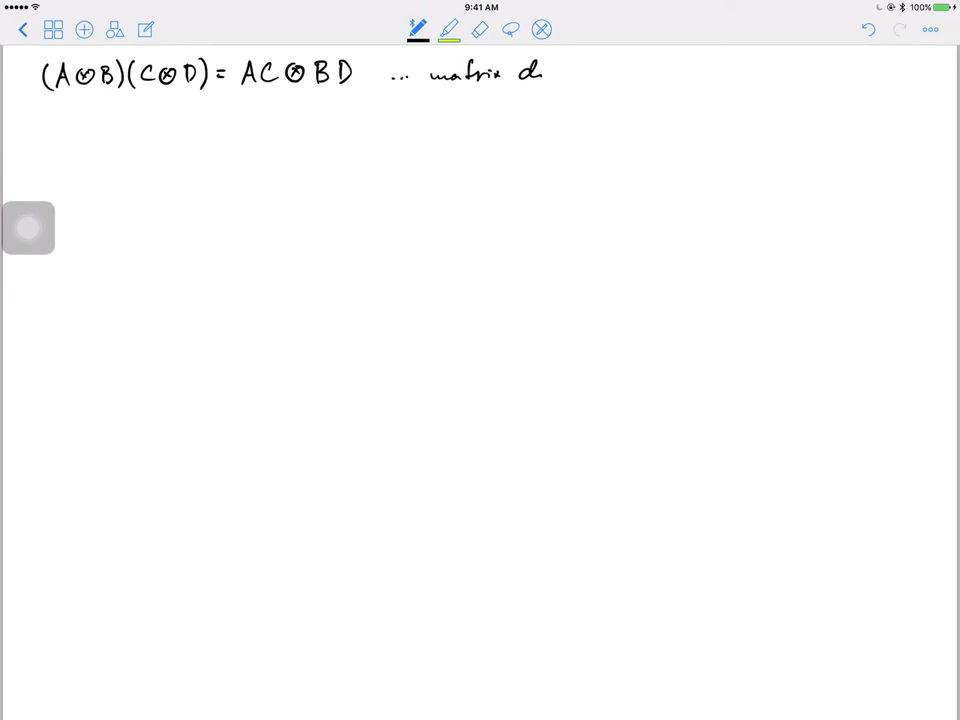 9:41 AM
100%
(A⊗B)(C⊗D) = AC⊗BD ... matrix d